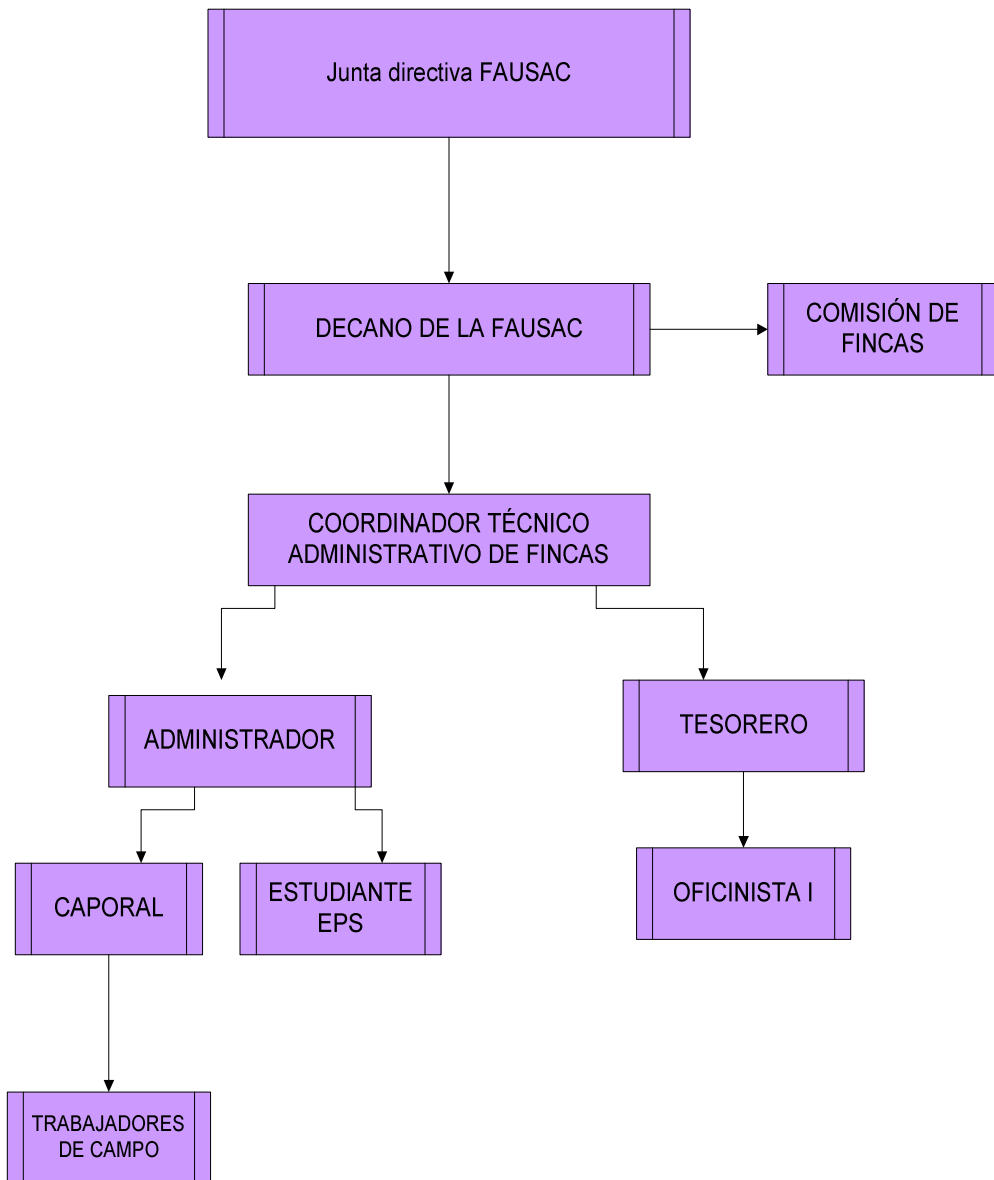 Junta directiva FAUSAC
DECANO DE LA FAUSAC
COMISIÓN DE
FINCAS
COORDINADOR TÉCNICO
ADMINISTRATIVO DE FINCAS
ADMINISTRADOR
TESORERO
CAPORAL
ESTUDIANTE
EPS
OFICINISTA I
TRABAJADORES
DE CAMPO